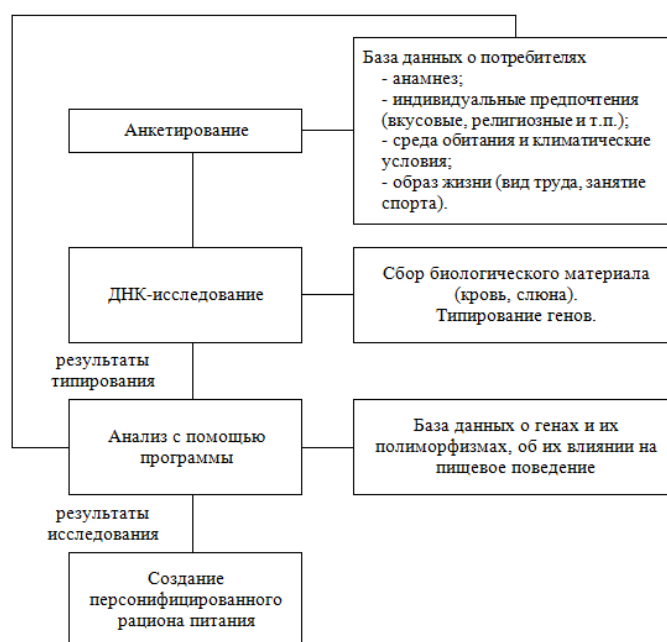 База данных о потребителях
- анамнез;
- индивидуальные предпочтения
(вкусовые, религиозные и т.п.);
- среда обитания и климатические
условия;
- образ жизни (вид труда, занятие
спорта).
Анкетирование
ДНК-исследование
Сбор биологического материала
(кровь, слюна).
Типирование генов.
результаты
типирования
Анализ с помощью
программы
База данных о генах и их
полиморфизмах, об их влиянии на
пищевое поведение
результаты
исследования
Создание
персонифицированного
рациона питания